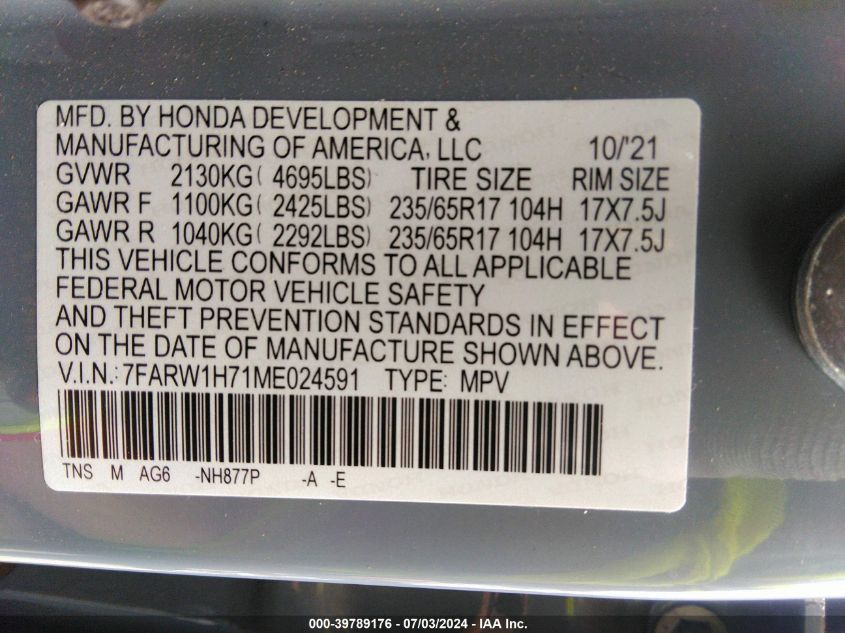 MFD. BY HONDA DEVELOPMENT &
MANUFACTURING OF AMERICA, LLC 10/'21
GVWR 2130KG( 4695LBS) TIRE SIZE RIM SIZE
GAWR F 1100KG( 2425LBS) 235/65R17 104H 17X7.5J
GAWR R 1040KG( 2292LBS) 235/65R17 104H 17X7.5J
THIS VEHICLE CONFORMS TO ALL APPLICABLE
FEDERAL MOTOR VEHICLE SAFETY
AND THEFT PREVENTION STANDARDS IN EFFECT
ON THE DATE OF MANUFACTURE SHOWN ABOVE.
V.I.N.: 7FARW1H71ME024591 TYPE: MPV
TNS M AG6 -NH877P -A -E
000-39789176 - 07/03/2024 - IAA Inc.